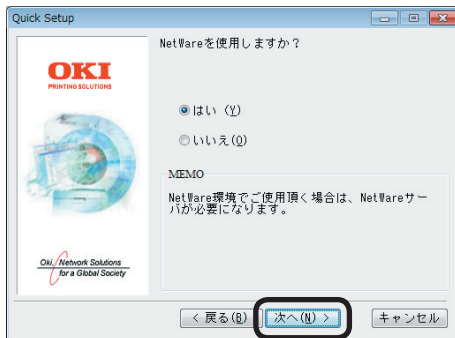 Quick Setup
NetWareを使用しますか？
OKI
PRINTING SOLUTIONS
はい (Y)
いいえ(O)
MEMO
NetWare環境でご使用頂く場合は、NetWareサー
バが必要になります。
Oki, Network Solutions
for a Global Society
< 戻る(B)
次へ(N) >
キャンセル